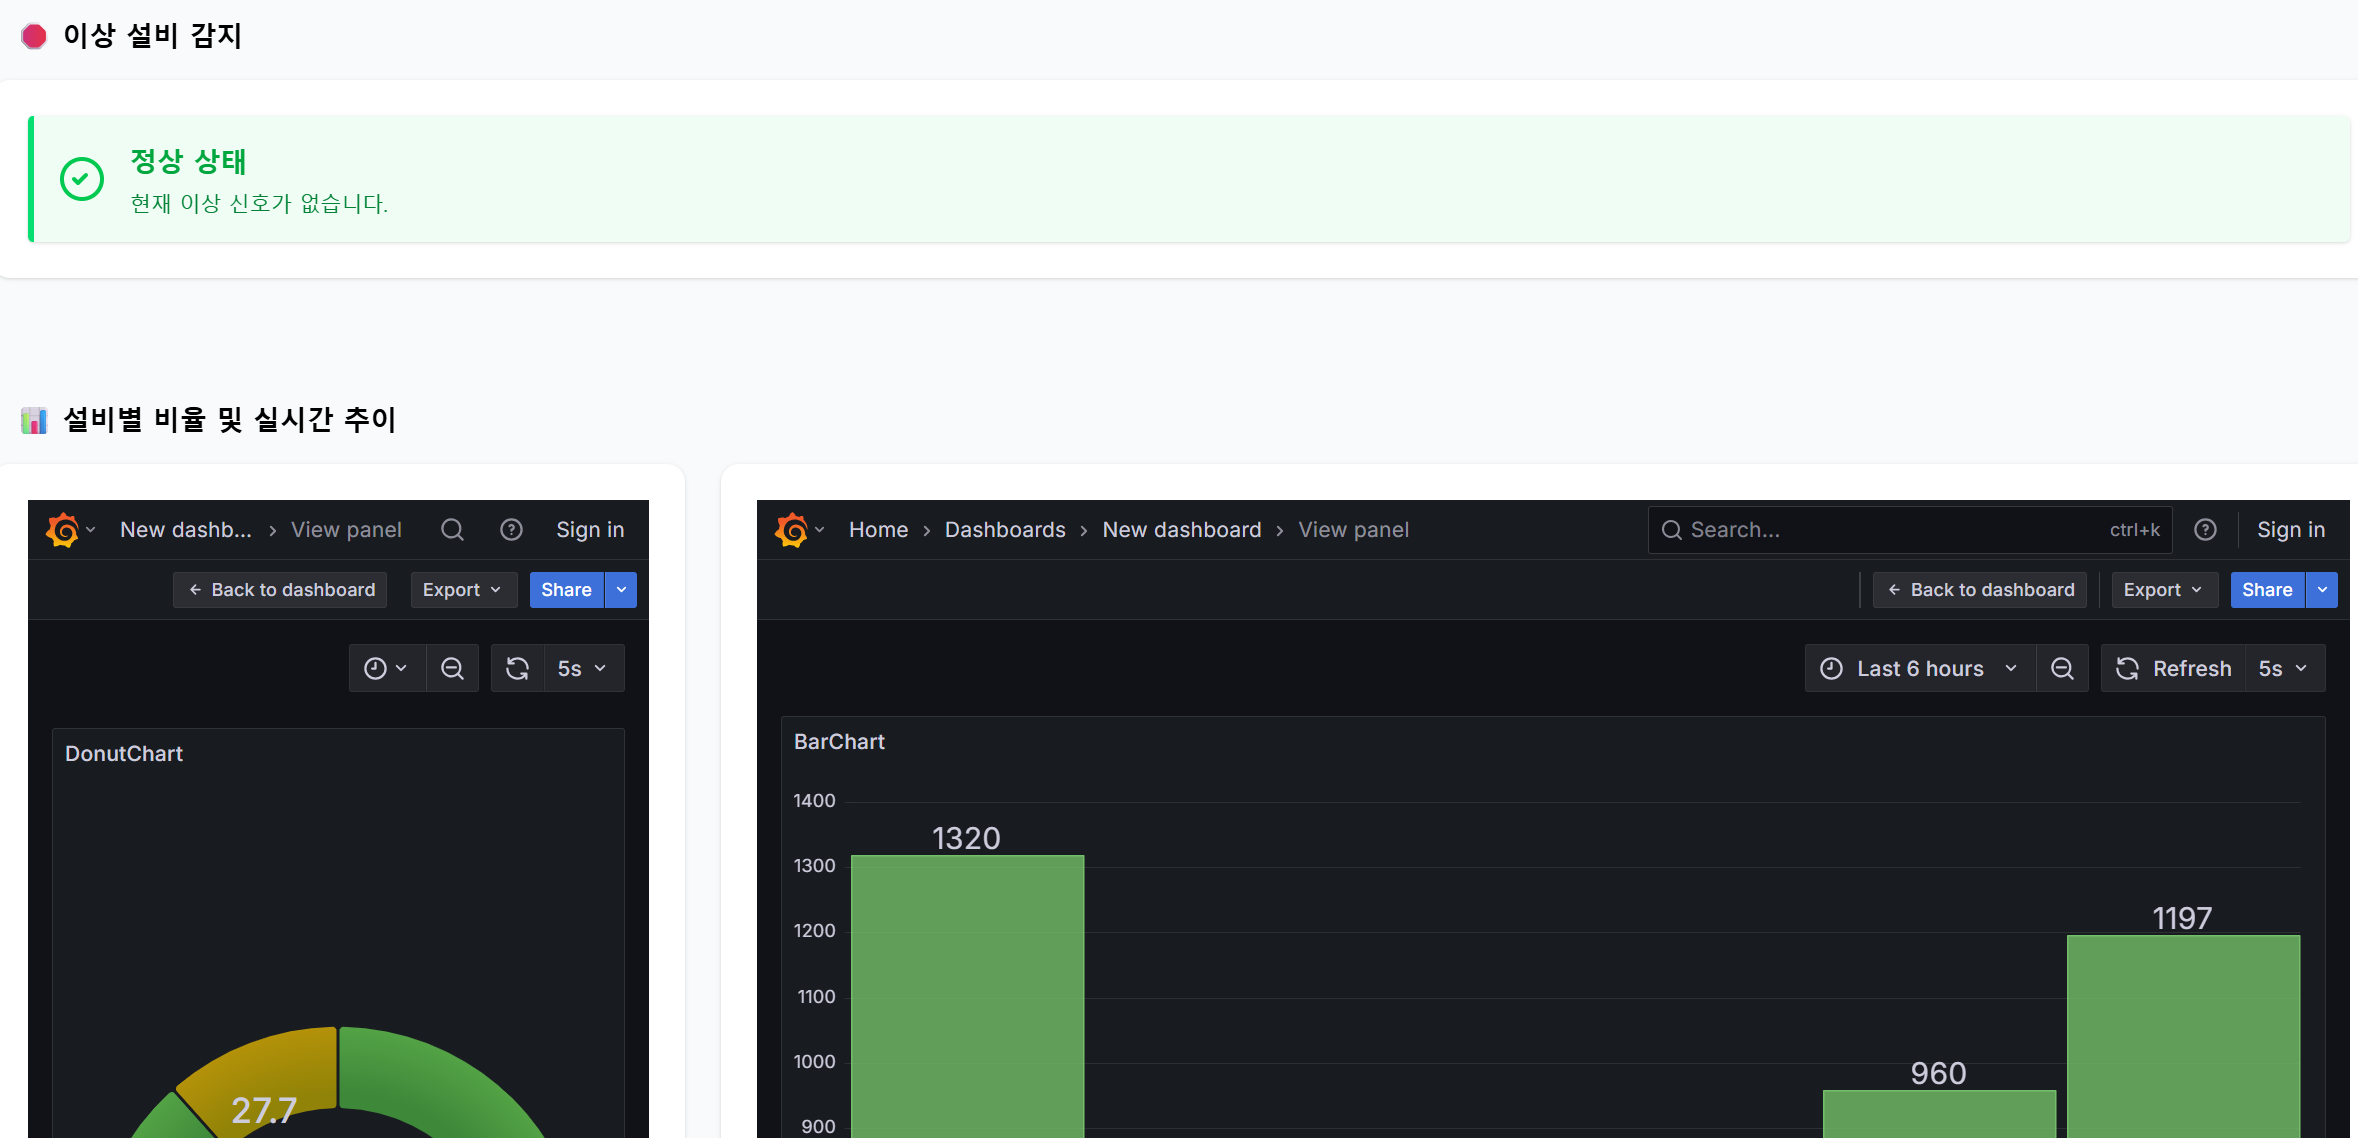 이상 설비 감지
정상 상태
현재 이상 신호가 없습니다.
설비별 비율 및 실시간 추이
New dashb... › View panel Sign in
← Back to dashboard Export Share
5s
DonutChart
27.7
Home › Dashboards › New dashboard › View panel Search... ctrl+k Sign in
← Back to dashboard Export Share
Last 6 hours Refresh 5s
BarChart
1400
1320
1300
1200
1197
1100
1000
960
900